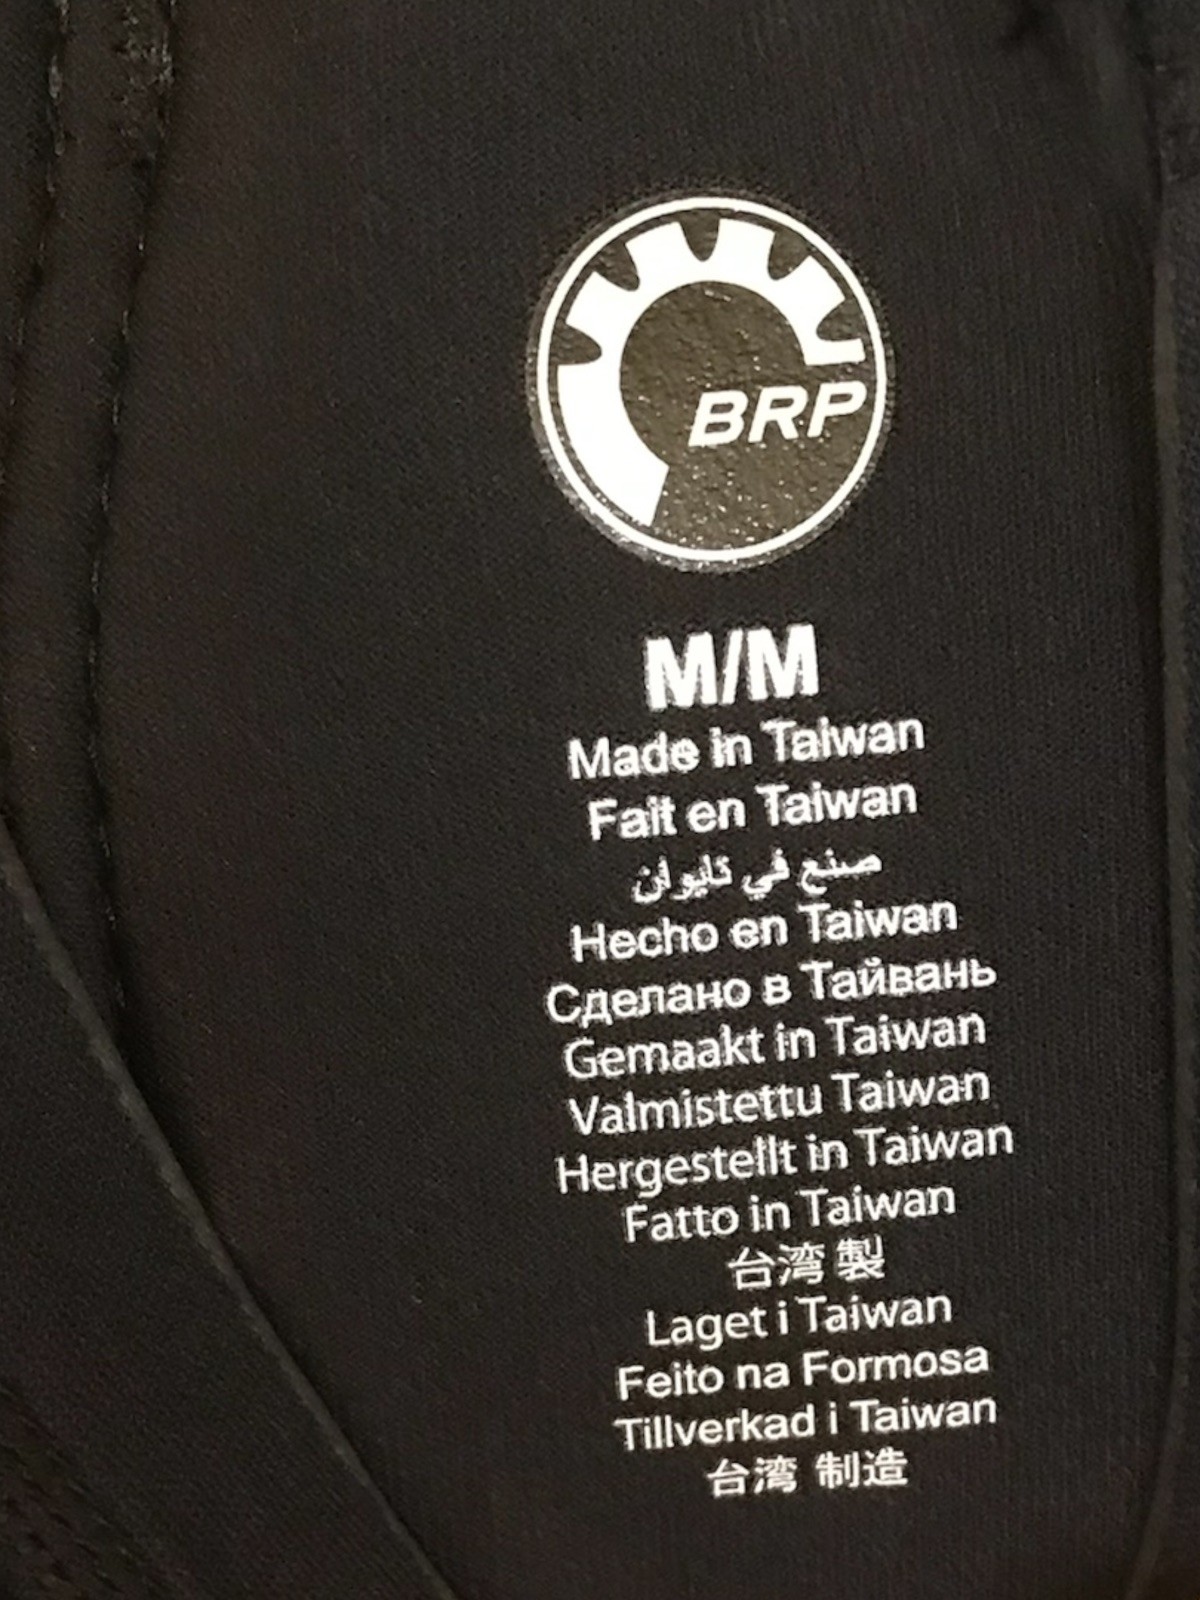 BRP
M/M
Made in Taiwan
Fait en Taiwan
صنع في تايوان
Hecho en Taiwan
Сделано в Тайвань
Gemaakt in Taiwan
Valmistettu Taiwan
Hergestellt in Taiwan
Fatto in Taiwan
台湾 製
Laget i Taiwan
Feito na Formosa
Tillverkad i Taiwan
台湾 制造